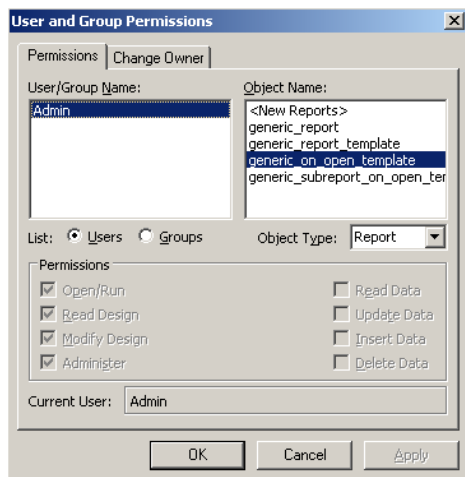 User and Group Permissions
Permissions Change Owner
User/Group Name: Object Name:
Admin
<New Reports>
generic_report
generic_report_template
generic_on_open_template
generic_subreport_on_open_ter
List: Users Groups Object Type: Report
Permissions
Open/Run Read Data
Read Design Update Data
Modify Design Insert Data
Administer Delete Data
Current User: Admin
OK Cancel Apply